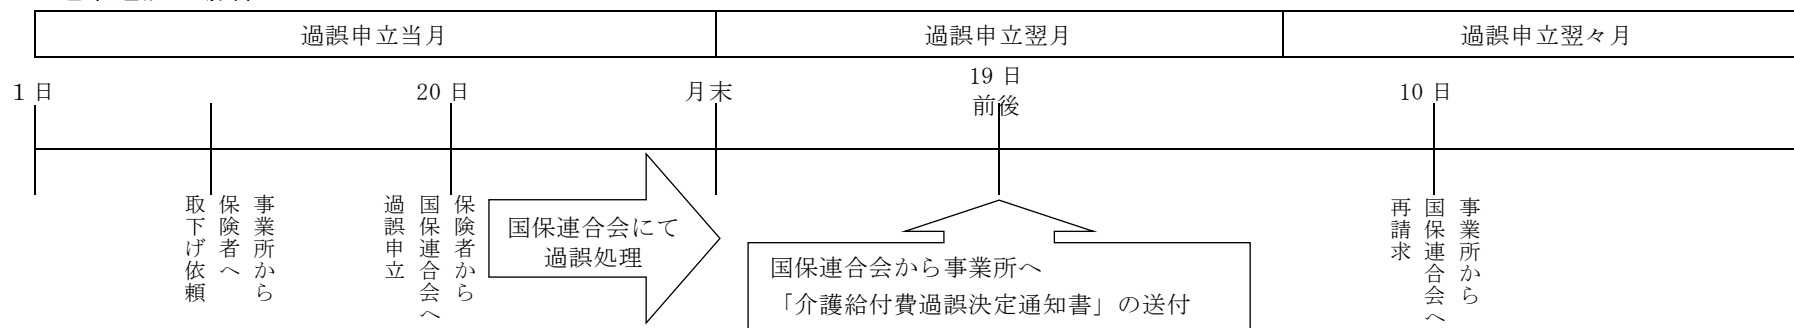 過誤申立当月
過誤申立翌月
過誤申立翌々月
1日
20日
月末
19日
前後
10日
事業所から
保険者へ
取下げ依頼
保険者から
国保連合会へ
過誤申立
国保連合会にて
過誤処理
国保連合会から事業所へ
「介護給付費過誤決定通知書」の送付
事業所から
国保連合会へ
再請求